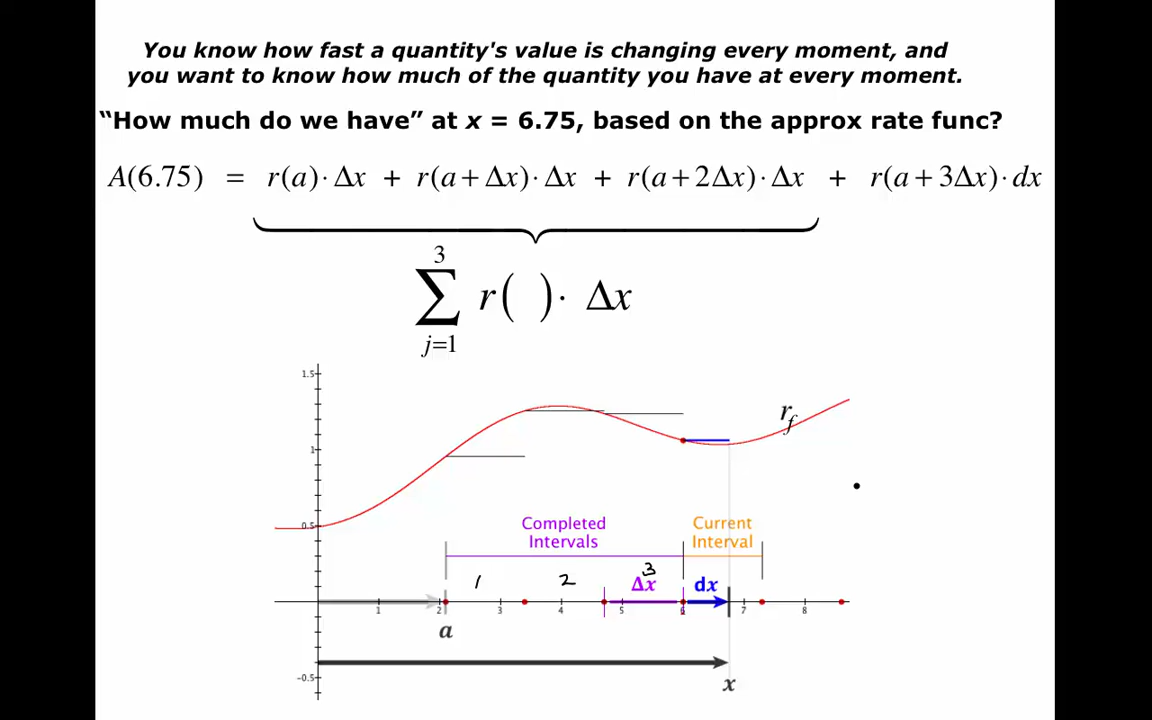 You know how fast a quantity's value is changing every moment, and
you want to know how much of the quantity you have at every moment.
“How much do we have” at x = 6.75, based on the approx rate func?
A(6.75) = r(a)·Δx + r(a+Δx)·Δx + r(a+2Δx)·Δx + r(a+3Δx)·dx
3
∑ r( )· Δx
j=1
1.5
r_f
1
0.5
Completed Current
Intervals Interval
1 2 3
Δx dx
1 2 3 4 5 6 7 8
a
-0.5
x